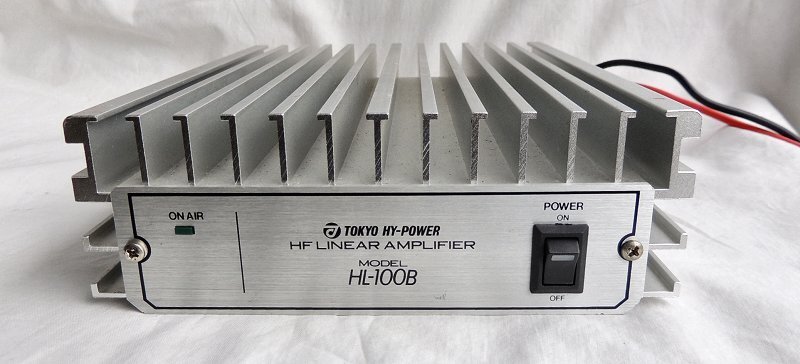 ON AIR
TOKYO HY-POWER
HF LINEAR AMPLIFIER
MODEL
HL-100B
POWER
ON
OFF